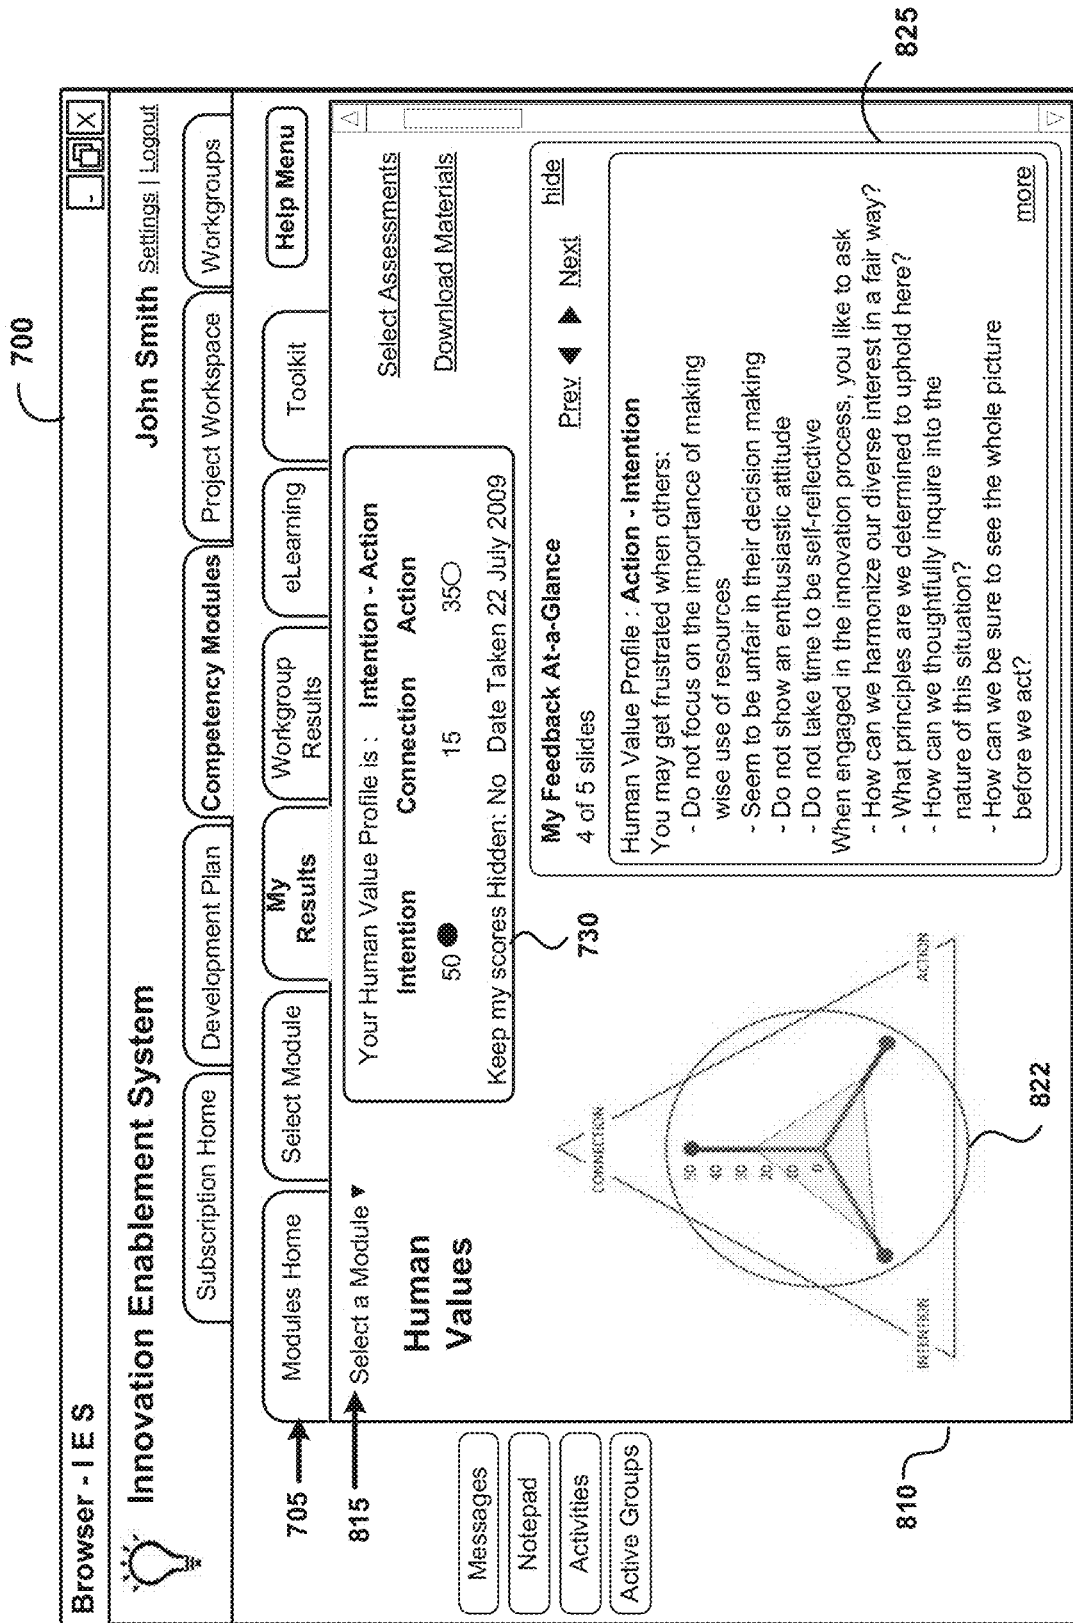 700
Browser - I E S
- X
Innovation Enablement System
John Smith Settings | Logout
Subscription Home
Development Plan
Competency Modules
Project Workspace
Workgroups
705
Modules Home
Select Module
My
Results
Workgroup
Results
eLearning
Toolkit
Help Menu
815
Select a Module
Human
Values
Your Human Value Profile is : Intention - Action
Intention Connection Action
50 15 35
Keep my scores Hidden: No Date Taken 22 July 2009
730
Select Assessments
Download Materials
Messages
Notepad
Activities
Active Groups
810
CONNECTION
50
40
30
20
10
0
INTENTION
ACTION
822
My Feedback At-a-Glance
4 of 5 slides
Prev Next
hide
Human Value Profile : Action - Intention
You may get frustrated when others:
- Do not focus on the importance of making
wise use of resources
- Seem to be unfair in their decision making
- Do not show an enthusiastic attitude
- Do not take time to be self-reflective
When engaged in the innovation process, you like to ask
- How can we harmonize our diverse interest in a fair way?
- What principles are we determined to uphold here?
- How can we thoughtfully inquire into the
nature of this situation?
- How can we be sure to see the whole picture
before we act?
more
825